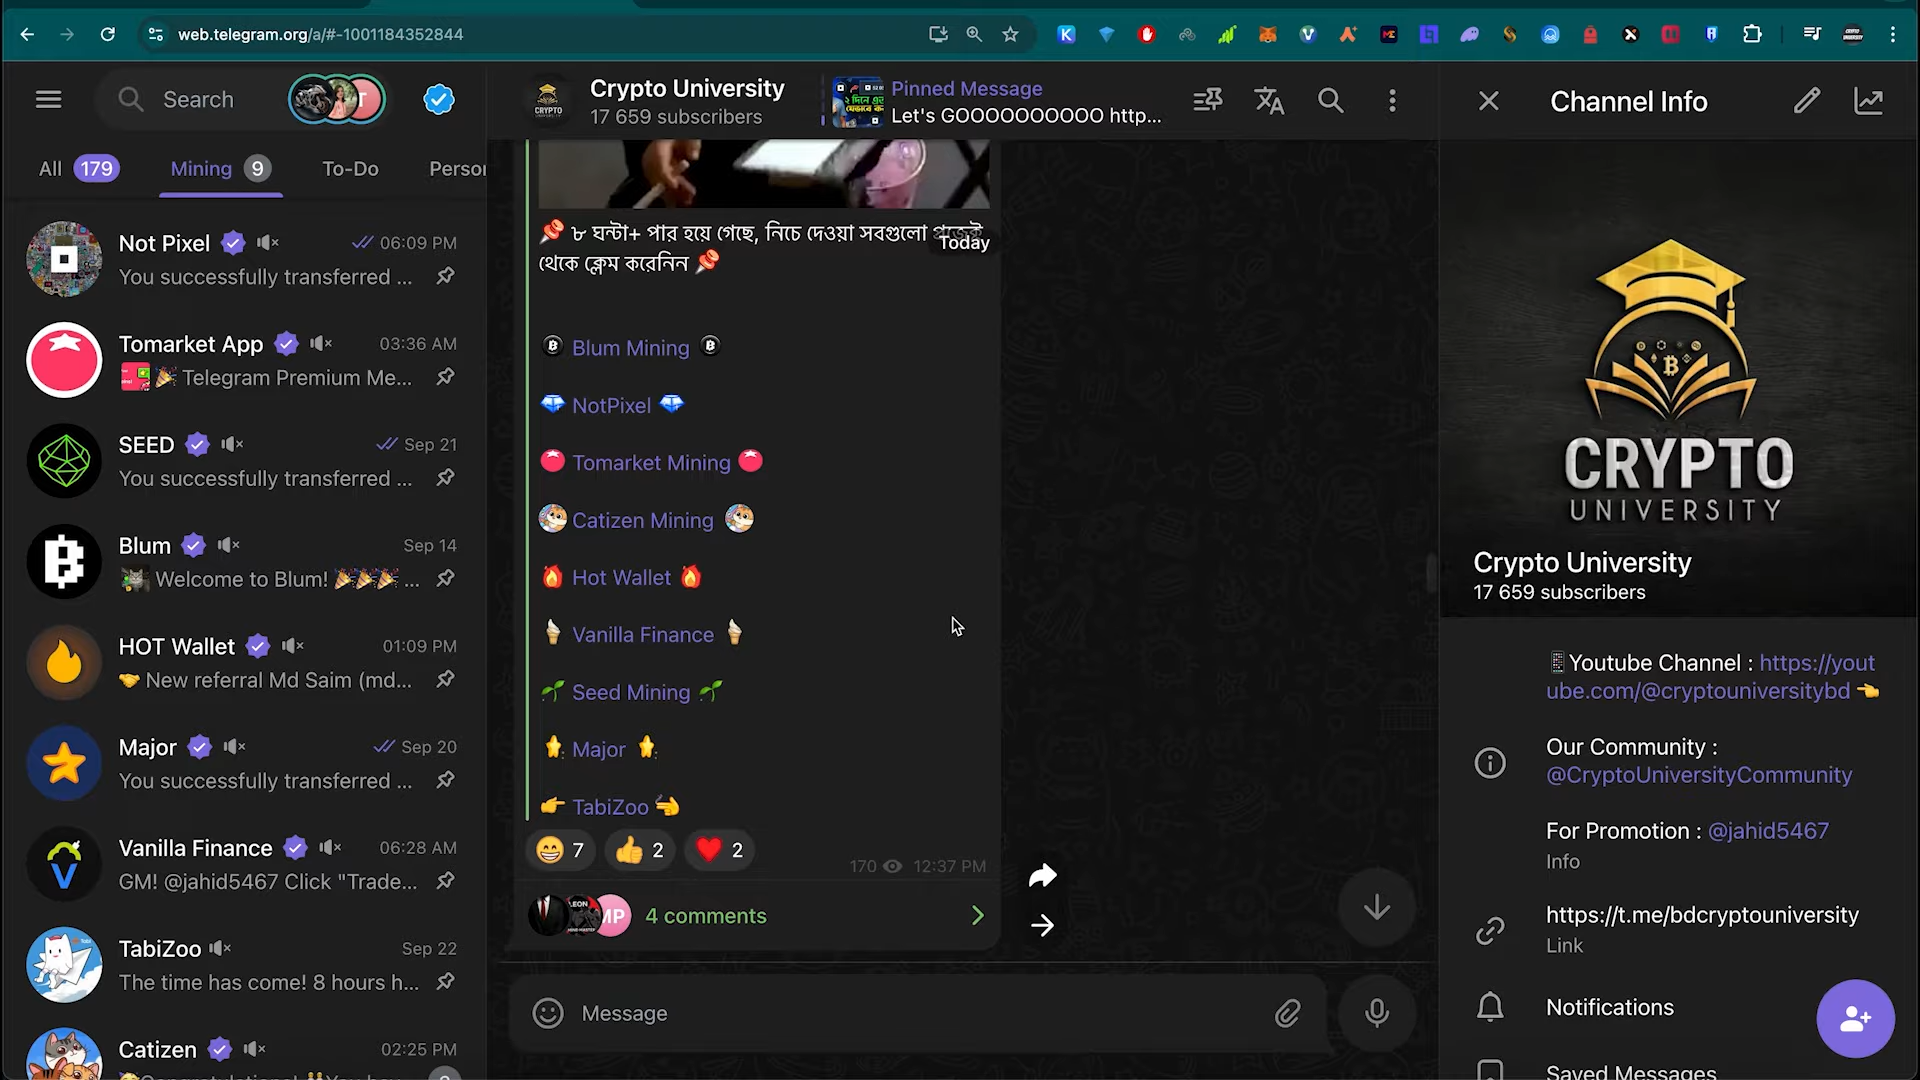 web.telegram.org/a/#-1001184352844
Search
All 179
Mining 9
To-Do
Perso
Not Pixel
06:09 PM
You successfully transferred ...
Tomarket App
03:36 AM
Telegram Premium Me...
SEED
Sep 21
You successfully transferred ...
Blum
Sep 14
Welcome to Blum! 🎉🎉🎉 ...
HOT Wallet
01:09 PM
🤝 New referral Md Saim (md...
Major
Sep 20
You successfully transferred ...
Vanilla Finance
06:28 AM
GM! @jahid5467 Click "Trade...
TabiZoo
Sep 22
The time has come! 8 hours h...
Catizen
02:25 PM
Crypto University
17 659 subscribers
Pinned Message
Let's GOOOOOOOOOO http...
Today
📌 ৮ ঘন্টা+ পার হয়ে গেছে, নিচে দেওয়া সবগুলো
থেকে ক্লেম করেনিন 📌
Blum Mining
💎 NotPixel 💎
Tomarket Mining
Catizen Mining
🔥 Hot Wallet 🔥
🍦 Vanilla Finance 🍦
🌱 Seed Mining 🌱
⭐ Major ⭐
👉 TabiZoo 👈
😁 7 👍 2 ❤️ 2
170 12:37 PM
LEON
MP
4 comments
Message
Channel Info
CRYPTO
UNIVERSITY
Crypto University
17 659 subscribers
📱Youtube Channel : https://yout
ube.com/@cryptouniversitybd 👈
Our Community :
@CryptoUniversityCommunity
For Promotion : @jahid5467
Info
https://t.me/bdcryptouniversity
Link
Notifications
Saved Messages